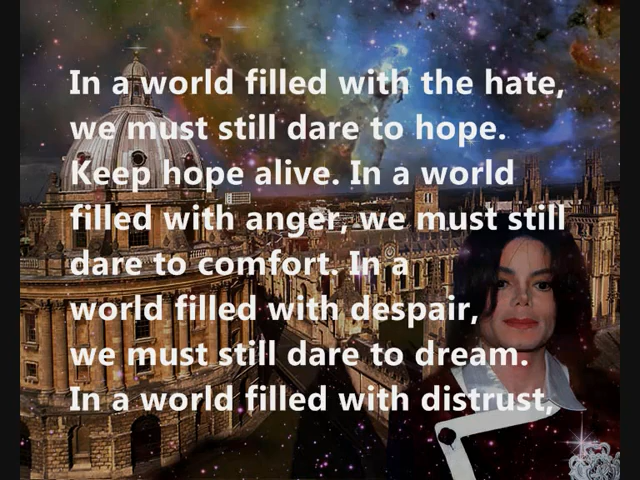 In a world filled with the hate,
we must still dare to hope.
Keep hope alive. In a world
filled with anger, we must still
dare to comfort. In a
world filled with despair,
we must still dare to dream.
In a world filled with distrust,